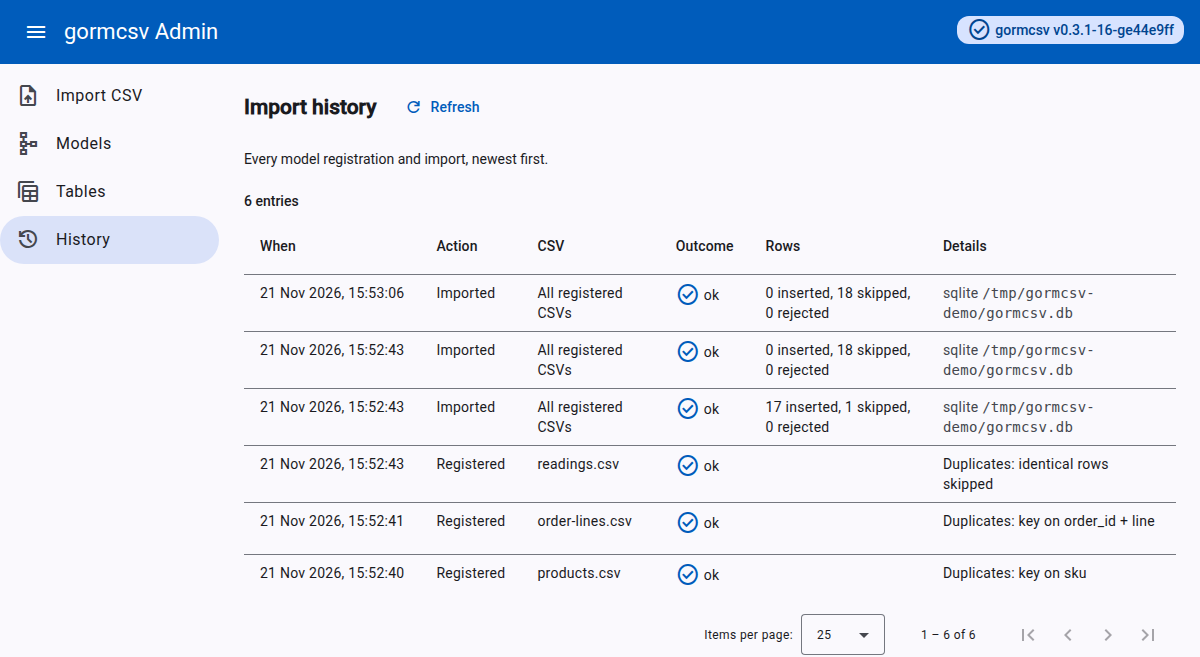 gormcsv Admin
gormcsv v0.3.1-16-ge44e9ff
Import CSV
Models
Tables
History
Import history
Refresh
Every model registration and import, newest first.
6 entries
When Action CSV Outcome Rows Details
21 Nov 2026, 15:53:06 Imported All registered CSVs ok 0 inserted, 18 skipped, 0 rejected sqlite /tmp/gormcsv-demo/gormcsv.db
21 Nov 2026, 15:52:43 Imported All registered CSVs ok 0 inserted, 18 skipped, 0 rejected sqlite /tmp/gormcsv-demo/gormcsv.db
21 Nov 2026, 15:52:43 Imported All registered CSVs ok 17 inserted, 1 skipped, 0 rejected sqlite /tmp/gormcsv-demo/gormcsv.db
21 Nov 2026, 15:52:43 Registered readings.csv ok Duplicates: identical rows skipped
21 Nov 2026, 15:52:41 Registered order-lines.csv ok Duplicates: key on order_id + line
21 Nov 2026, 15:52:40 Registered products.csv ok Duplicates: key on sku
Items per page: 25 1 – 6 of 6